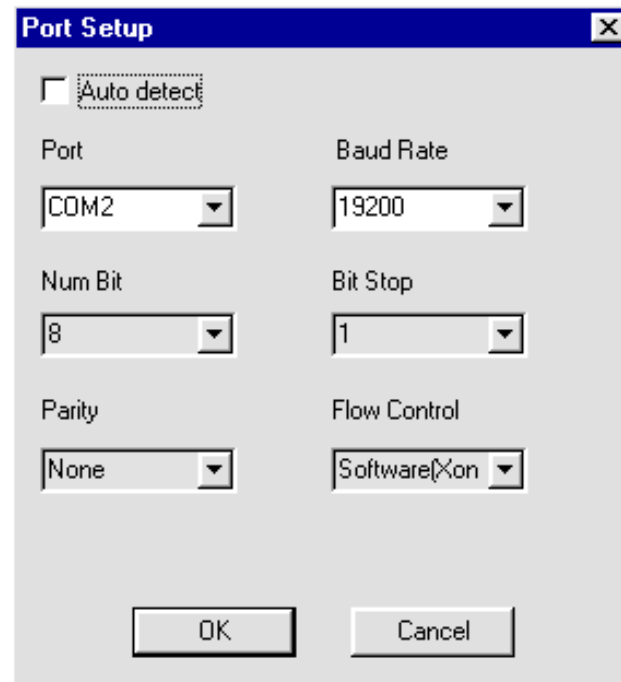 Port Setup
Auto detect
Port Baud Rate
COM2 19200
Num Bit Bit Stop
8 1
Parity Flow Control
None Software(Xon
OK Cancel